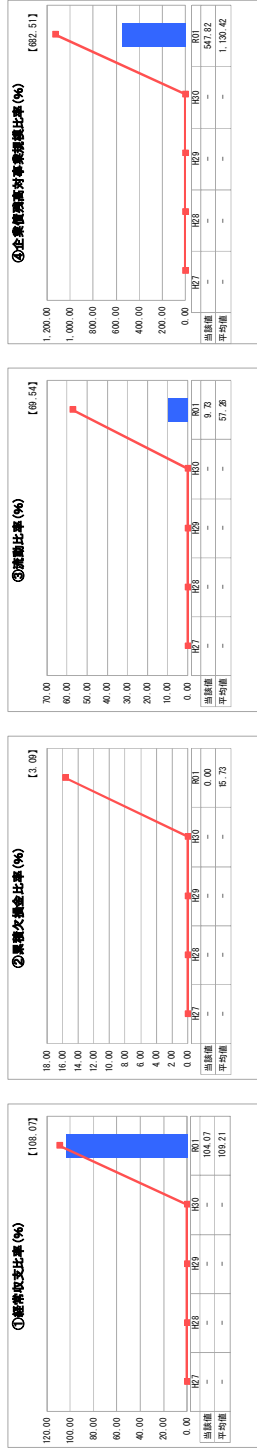 ①経常収支比率(%)
【108.07】
120.00
100.00
80.00
60.00
40.00
20.00
0.00
H27 H28 H29 H30 R01
当該値 － － － － 104.07
平均値 － － － － 109.21
②累積欠損金比率(%)
【3.09】
18.00
16.00
14.00
12.00
10.00
8.00
6.00
4.00
2.00
0.00
H27 H28 H29 H30 R01
当該値 － － － － 0.00
平均値 － － － － 15.73
③流動比率(%)
【69.54】
70.00
60.00
50.00
40.00
30.00
20.00
10.00
0.00
H27 H28 H29 H30 R01
当該値 － － － － 9.73
平均値 － － － － 57.26
④企業債残高対事業規模比率(%)
【682.51】
1,200.00
1,000.00
800.00
600.00
400.00
200.00
0.00
H27 H28 H29 H30 R01
当該値 － － － － 547.82
平均値 － － － － 1,130.42